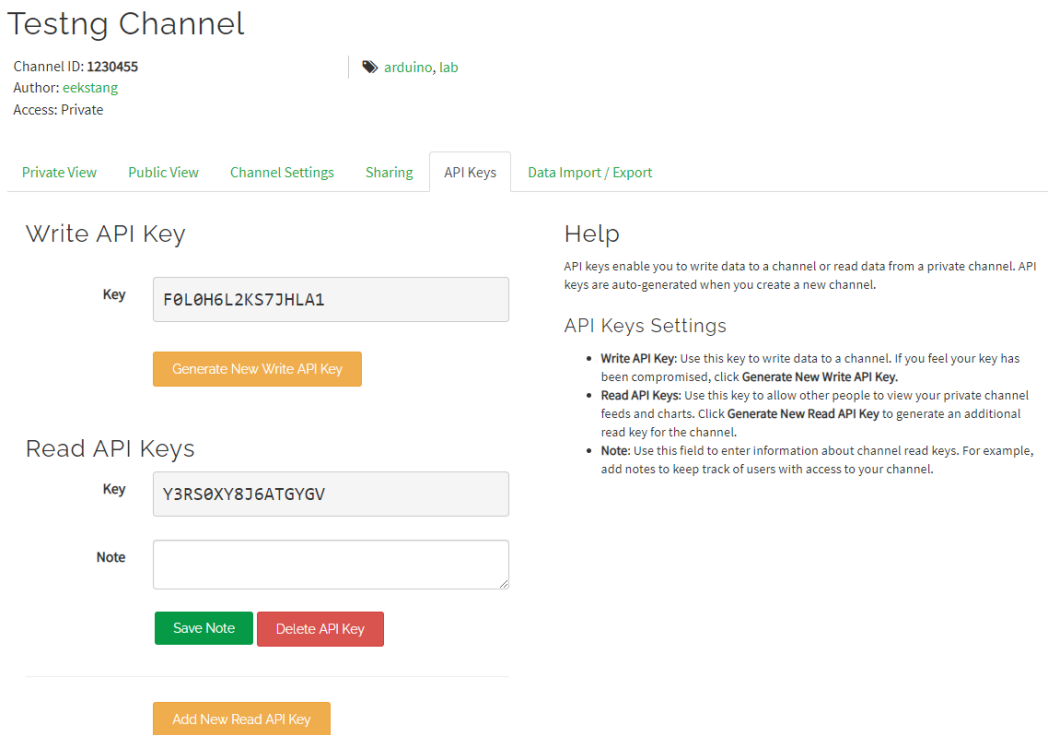 Testng Channel
Channel ID: 1230455
Author: eekstang
Access: Private
arduino, lab
Private View Public View Channel Settings Sharing API Keys Data Import / Export
Write API Key
Key F0L0H6L2KS7JHLA1
Generate New Write API Key
Read API Keys
Key Y3RS0XY8J6ATGYGV
Note
Save Note Delete API Key
Add New Read API Key
Help
API keys enable you to write data to a channel or read data from a private channel. API
keys are auto-generated when you create a new channel.
API Keys Settings
• Write API Key: Use this key to write data to a channel. If you feel your key has
been compromised, click Generate New Write API Key.
• Read API Keys: Use this key to allow other people to view your private channel
feeds and charts. Click Generate New Read API Key to generate an additional
read key for the channel.
• Note: Use this field to enter information about channel read keys. For example,
add notes to keep track of users with access to your channel.